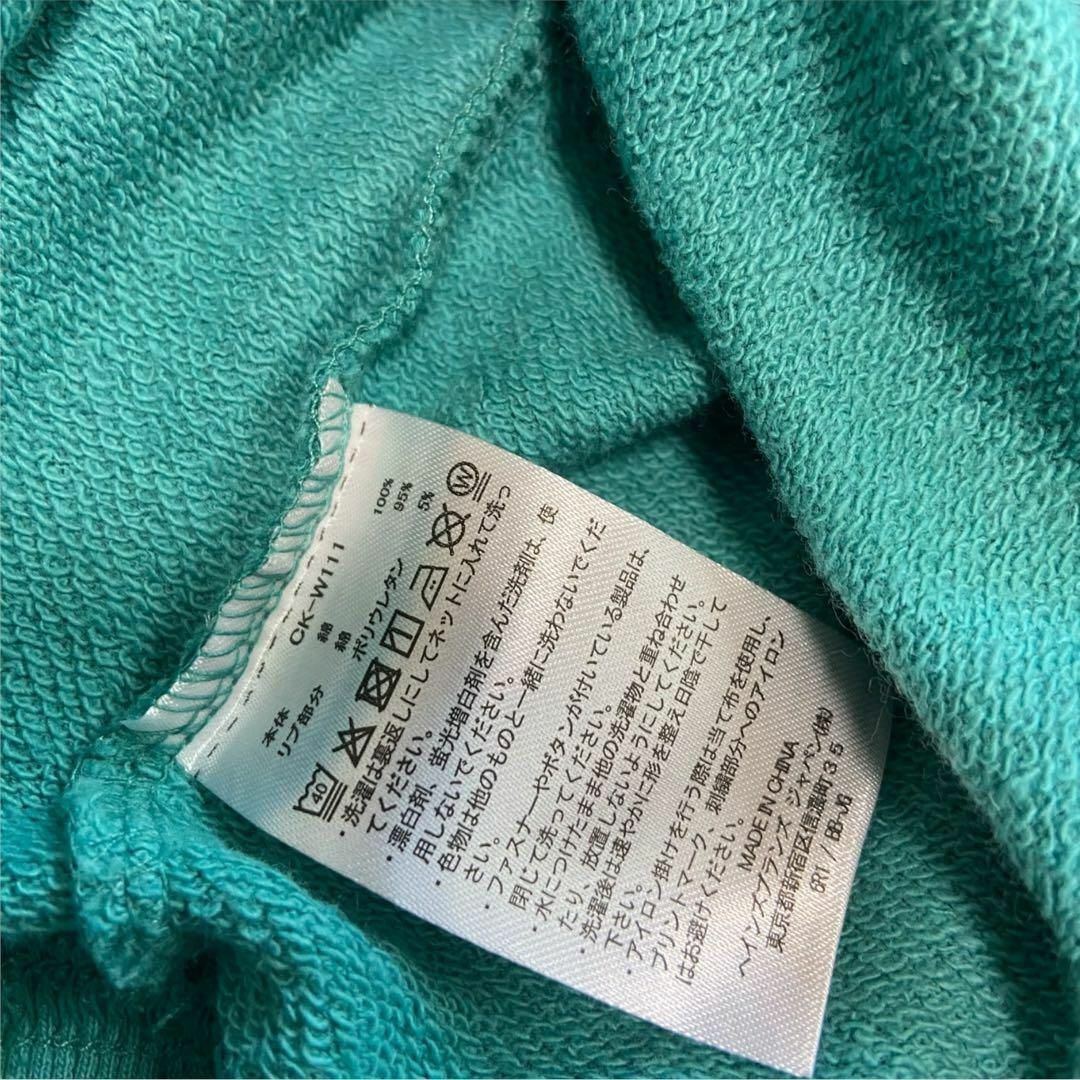 CK-W111
本体 綿 100%
リブ部分 綿 95%
ポリウレタン 5%
40 W
・洗濯は裏返しにしてネットに入れて洗っ
てください。
・漂白剤、蛍光増白剤を含んだ洗剤は、使
用しないでください。
・色物は他のものと一緒に洗わないでくだ
さい。
・ファスナーやボタンが付いている製品は、
閉じて洗ってください。
・水につけたまま他の洗濯物と重ね合わせ
たり、放置しないようにしてください。
・洗濯後は速やかに形を整え日陰で干して
下さい。
・アイロン掛けを行う際は当て布を使用し、
プリントマーク、刺繍部分へのアイロン
はお避けください。
MADE IN CHINA
ヘインズブランズ ジャパン(株)
東京都新宿区信濃町35
GR1 /